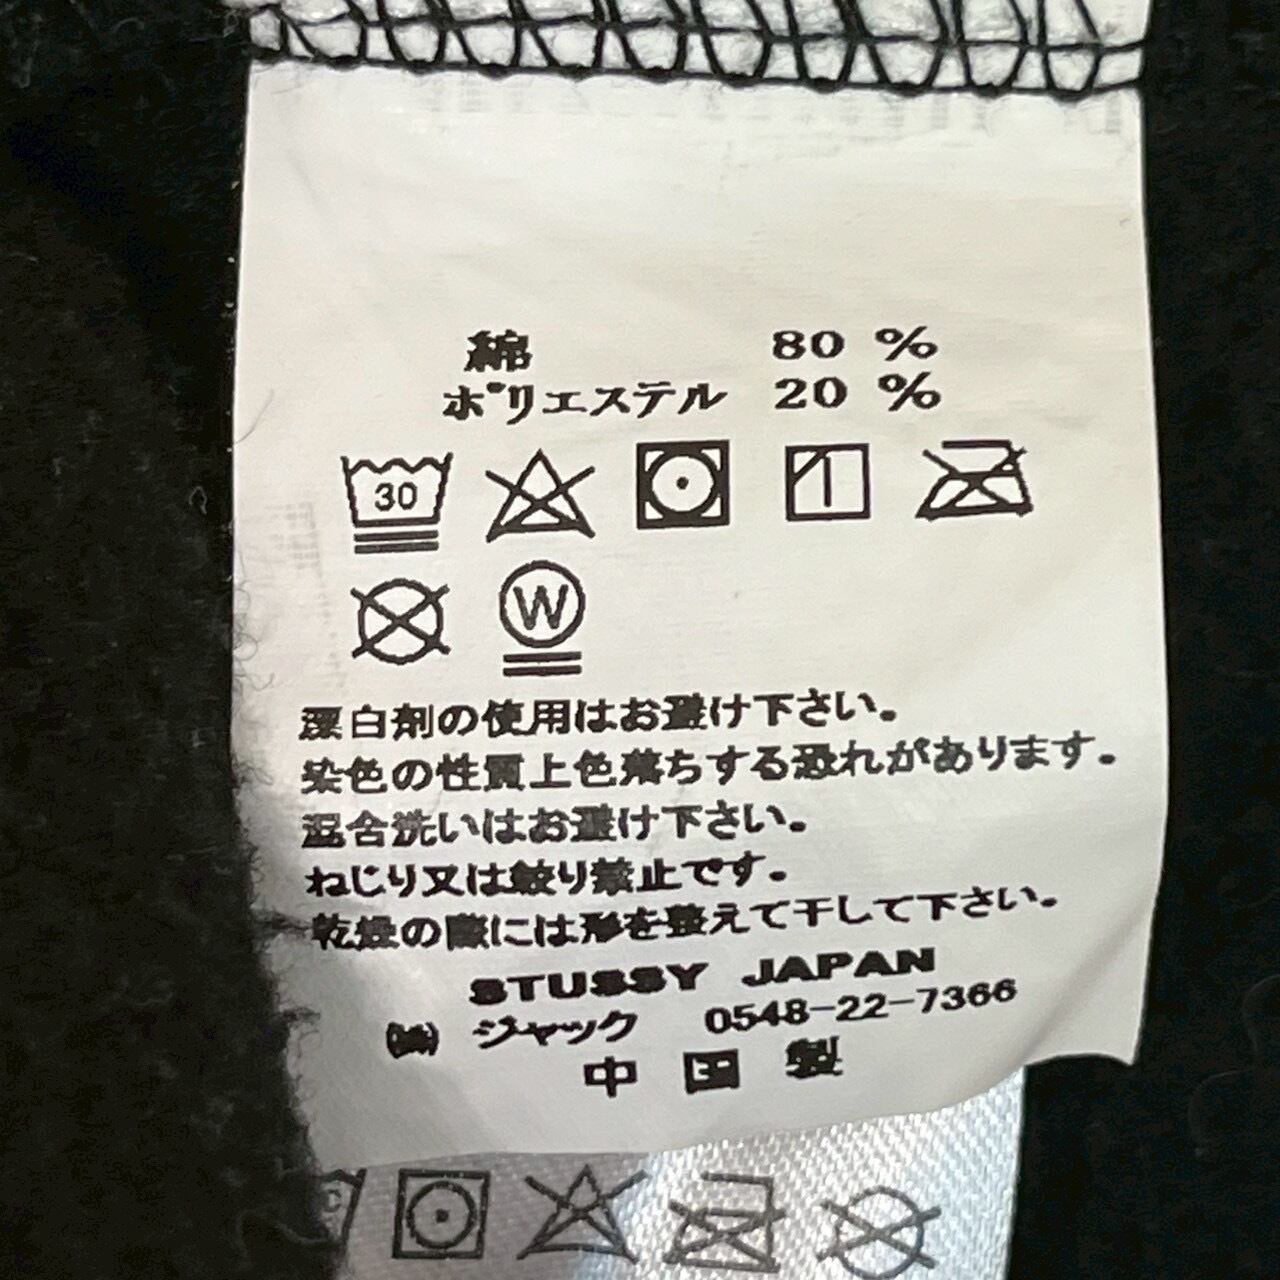 綿 80 %
ポリエステル 20 %
30
W
漂白剤の使用はお避け下さい。
染色の性質上色落ちする恐れがあります。
混合洗いはお避け下さい。
ねじり又は絞り禁止です。
乾燥の際には形を整えて干して下さい。
STUSSY JAPAN
ジャック 0548-22-7366
中国製